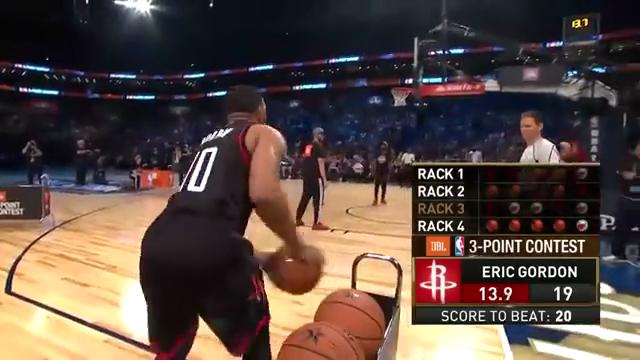 8.7
GORDON
10
RACK 1
RACK 2
RACK 3
RACK 4
JBL 3-POINT CONTEST
R ERIC GORDON
13.9 19
SCORE TO BEAT: 20
POINT
CONTEST